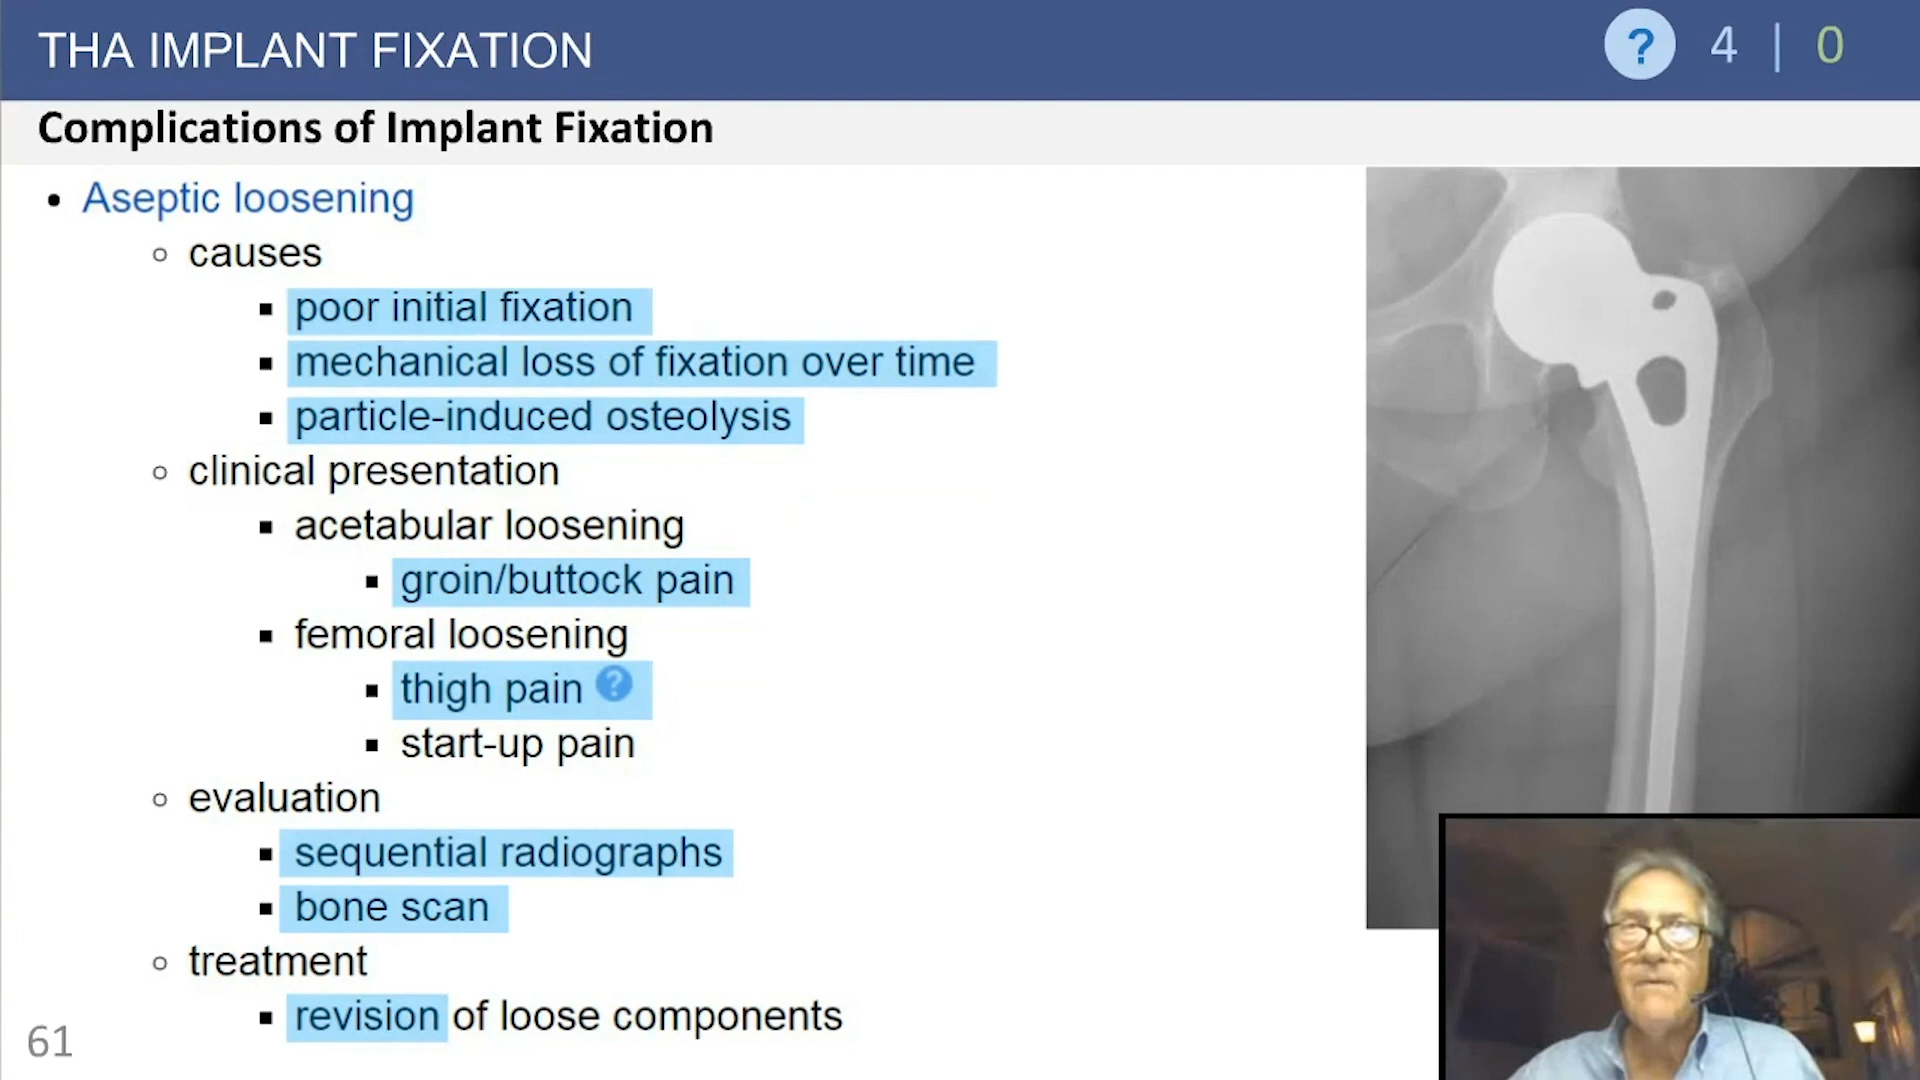 THA IMPLANT FIXATION
? 4 | 0
Complications of Implant Fixation
• Aseptic loosening
○ causes
▪ poor initial fixation
▪ mechanical loss of fixation over time
▪ particle-induced osteolysis
○ clinical presentation
▪ acetabular loosening
▪ groin/buttock pain
▪ femoral loosening
▪ thigh pain ?
▪ start-up pain
○ evaluation
▪ sequential radiographs
▪ bone scan
○ treatment
▪ revision of loose components
61